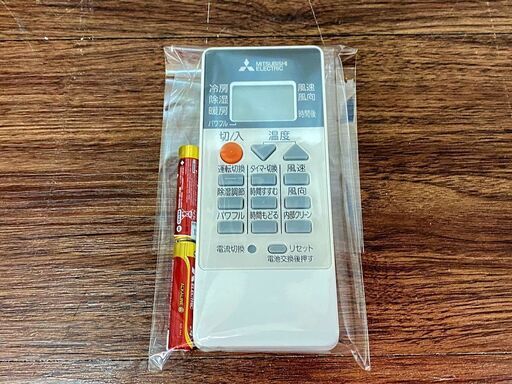 MITSUBISHI
ELECTRIC
冷房 風速
除湿 風向
暖房 時間後
パワフル
切/入 温度
運転切換 タイマー切換 風速
除湿調節 時間すすむ 風向
パワフル 時間もどる 内部クリーン
電流切換 リセット
電池交換後押す